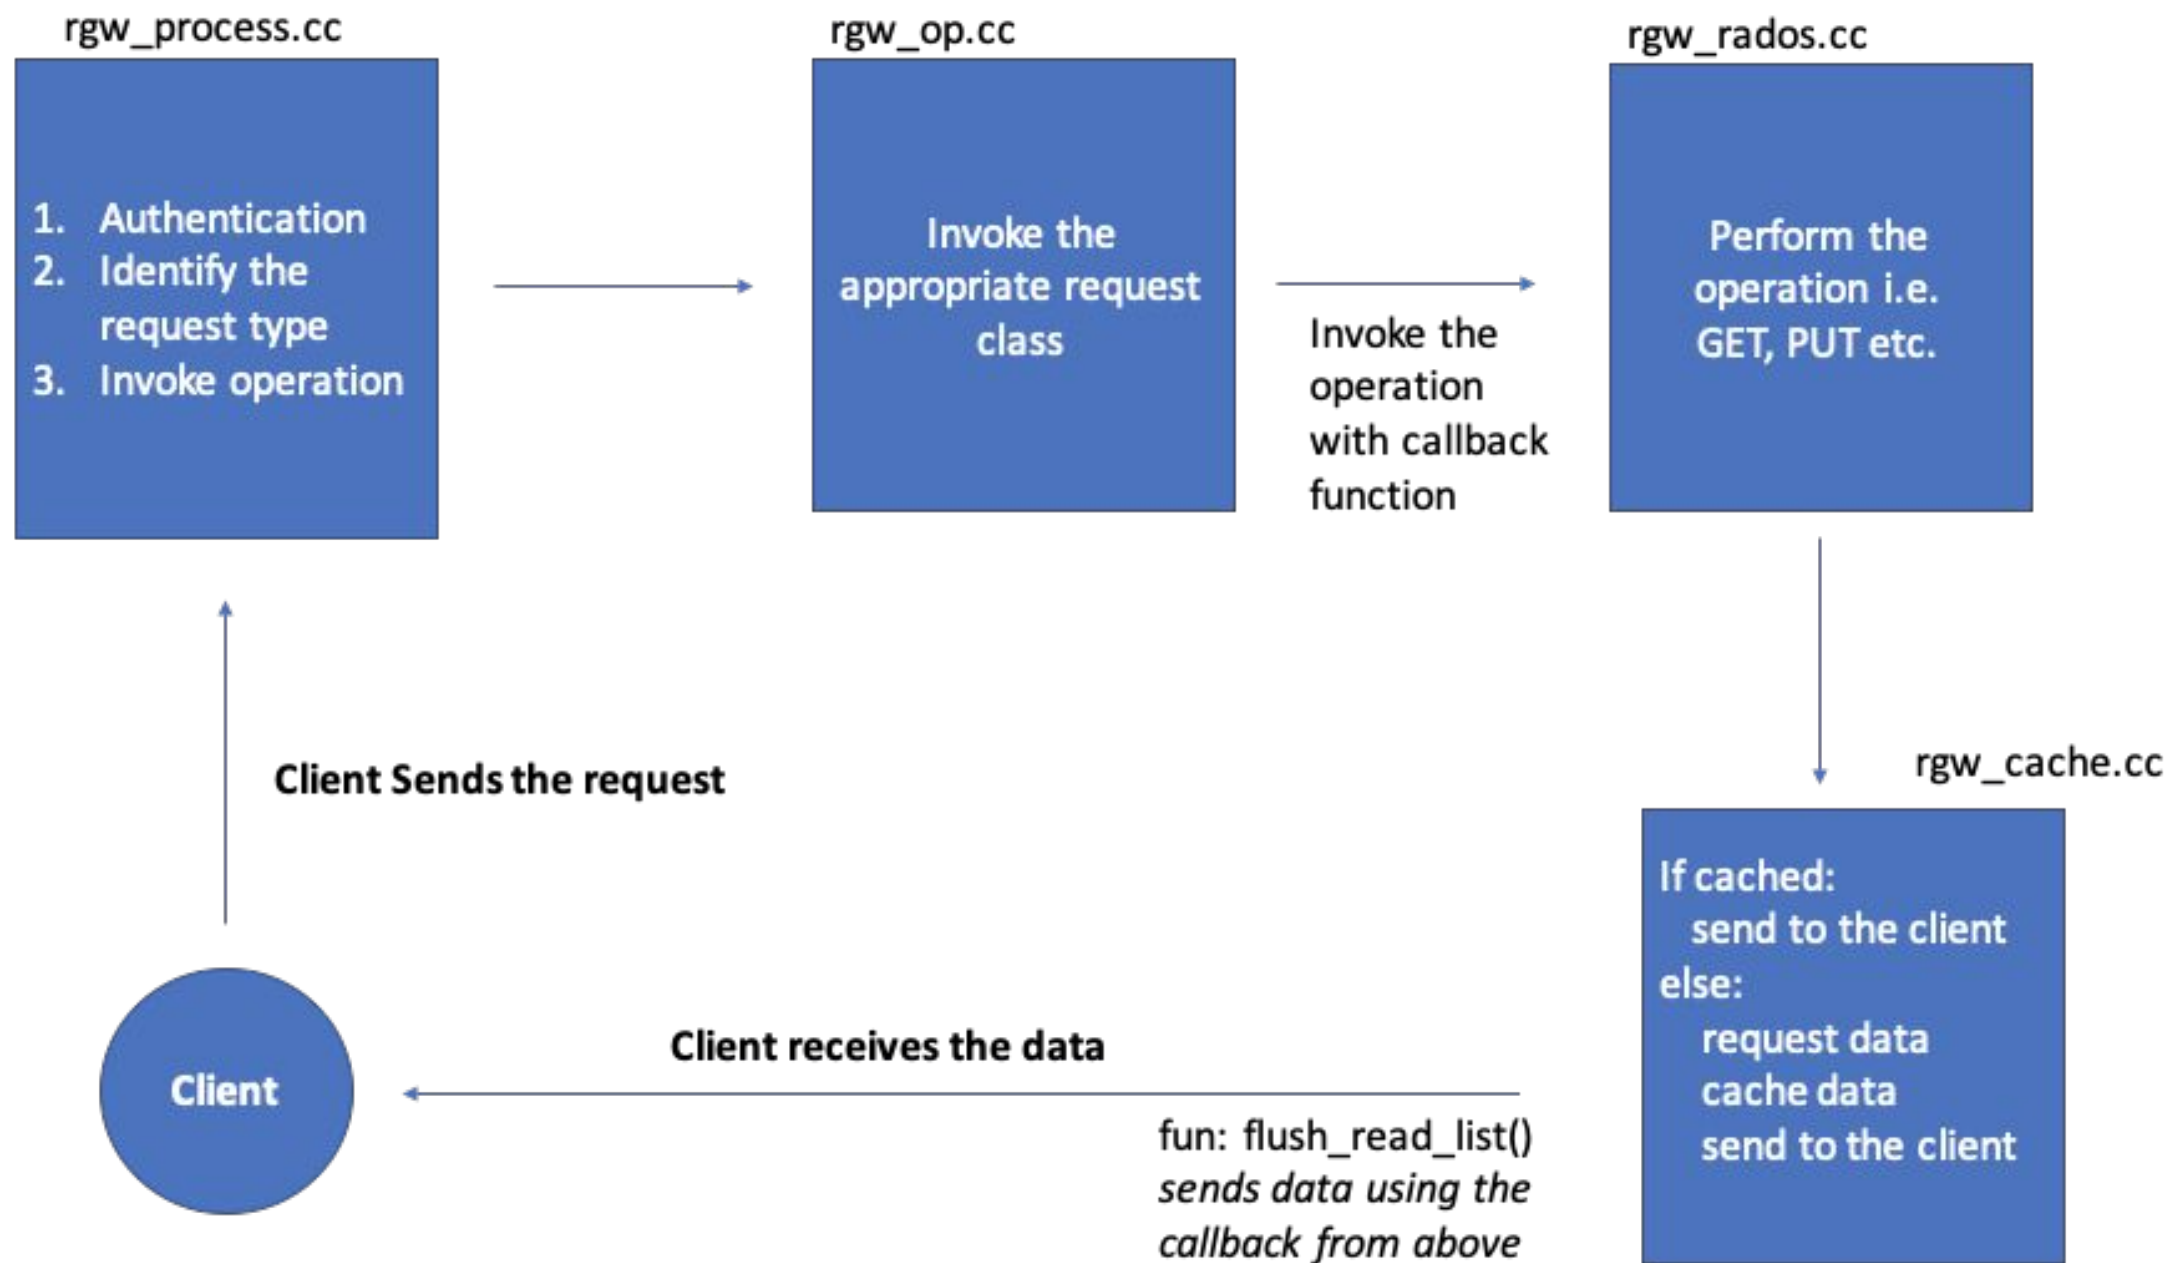 rgw_process.cc
1. Authentication
2. Identify the
request type
3. Invoke operation
rgw_op.cc
Invoke the
appropriate request
class
Invoke the
operation
with callback
function
rgw_rados.cc
Perform the
operation i.e.
GET, PUT etc.
rgw_cache.cc
If cached:
send to the client
else:
request data
cache data
send to the client
Client receives the data
fun: flush_read_list()
sends data using the
callback from above
Client
Client Sends the request